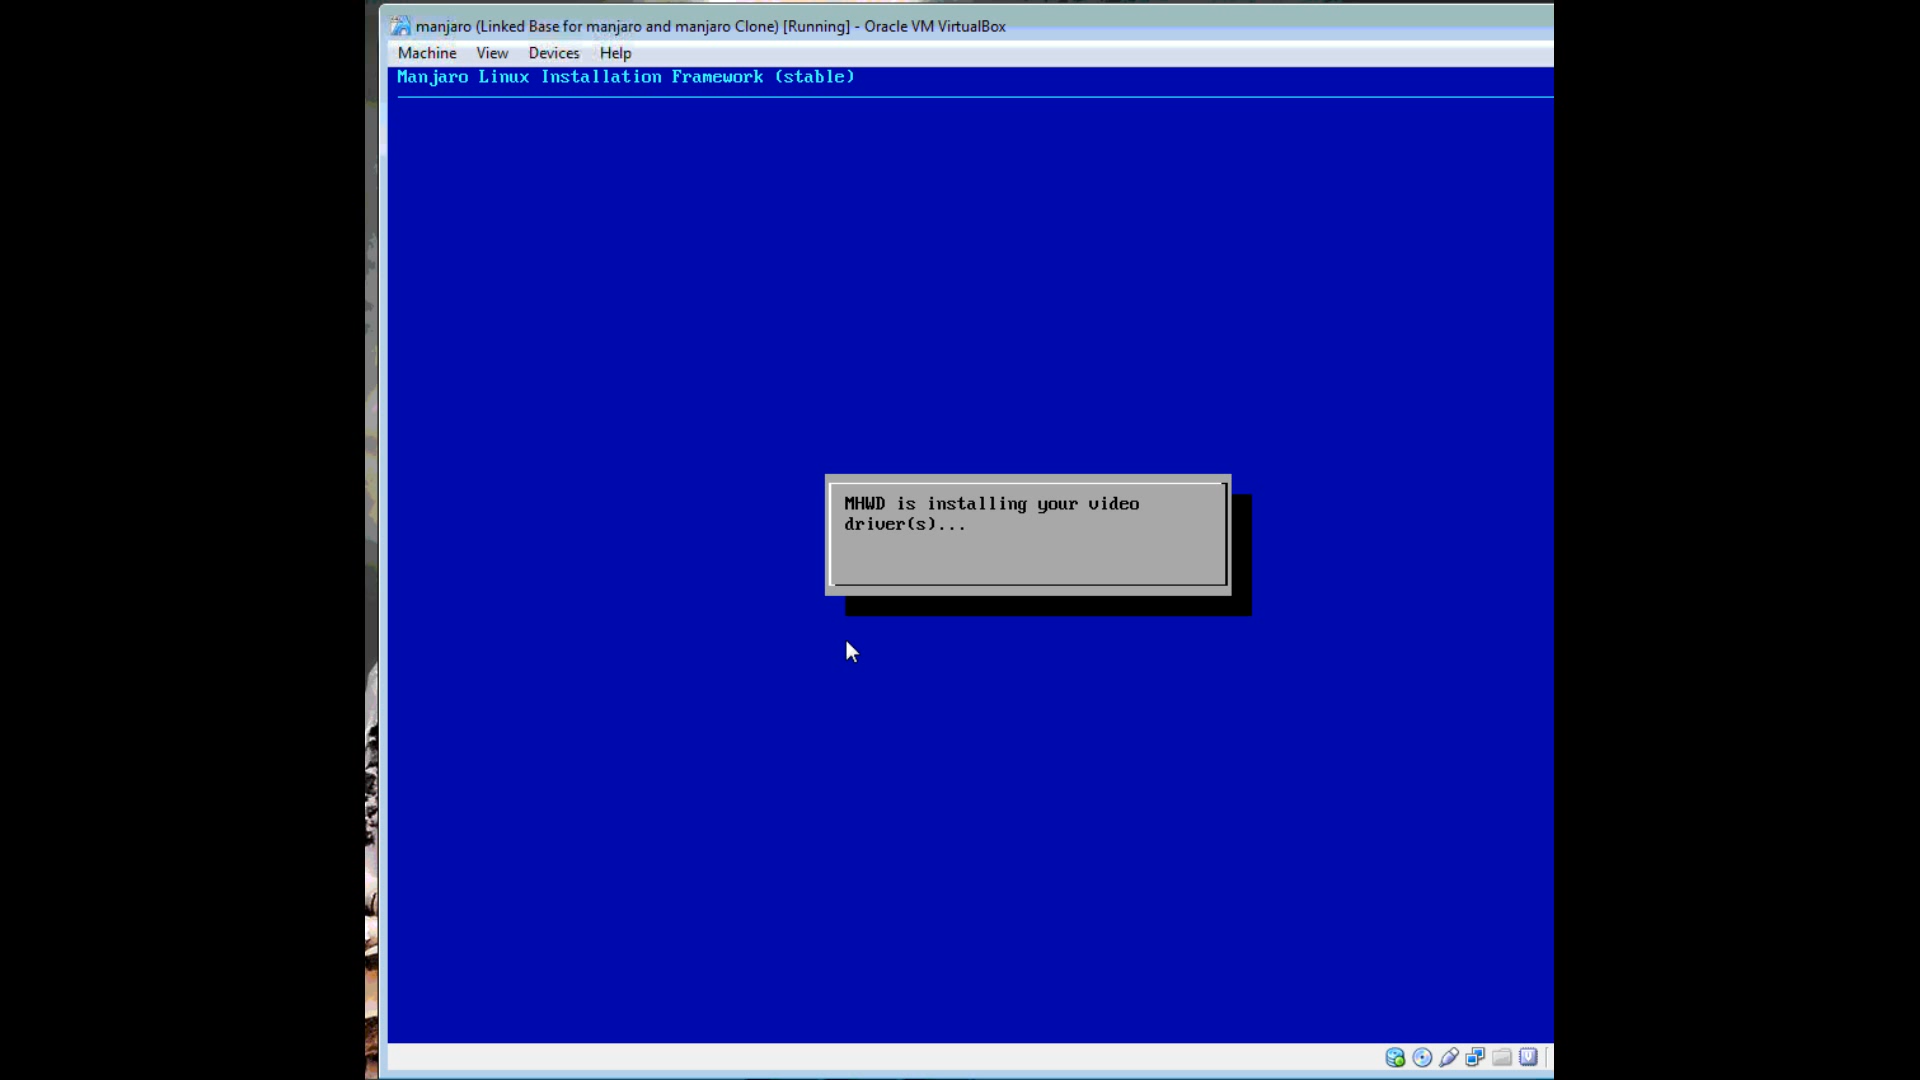 manjaro (Linked Base for manjaro and manjaro Clone) [Running] - Oracle VM VirtualBox
Machine View Devices Help
Manjaro Linux Installation Framework (stable)
MHWD is installing your video
driver(s)...